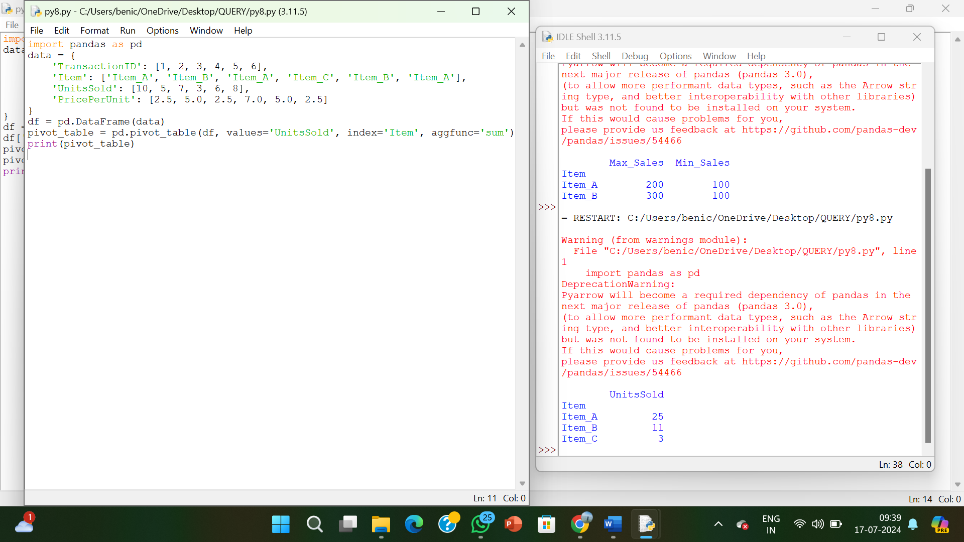 py8.py - C:/Users/benic/OneDrive/Desktop/QUERY/py8.py (3.11.5)
File Edit Format Run Options Window Help
import pandas as pd
data = {
    'TransactionID': [1, 2, 3, 4, 5, 6],
    'Item': ['Item_A', 'Item_B', 'Item_A', 'Item_C', 'Item_B', 'Item_A'],
    'UnitsSold': [10, 5, 7, 3, 6, 8],
    'PricePerUnit': [2.5, 5.0, 2.5, 7.0, 5.0, 2.5]
}
df = pd.DataFrame(data)
pivot_table = pd.pivot_table(df, values='UnitsSold', index='Item', aggfunc='sum')
print(pivot_table)
Ln: 11 Col: 0
File
data
}
df
df[
pivo
pivo
prin
IDLE Shell 3.11.5
File Edit Shell Debug Options Window Help
next major release of pandas (pandas 3.0),
(to allow more performant data types, such as the Arrow str
ing type, and better interoperability with other libraries)
but was not found to be installed on your system.
If this would cause problems for you,
please provide us feedback at https://github.com/pandas-dev
/pandas/issues/54466
Max_Sales Min_Sales
Item
Item_A 200 100
Item_B 300 100
>>>
= RESTART: C:/Users/benic/OneDrive/Desktop/QUERY/py8.py
Warning (from warnings module):
File "C:/Users/benic/OneDrive/Desktop/QUERY/py8.py", line
1
import pandas as pd
DeprecationWarning:
Pyarrow will become a required dependency of pandas in the
next major release of pandas (pandas 3.0),
(to allow more performant data types, such as the Arrow str
ing type, and better interoperability with other libraries)
but was not found to be installed on your system.
If this would cause problems for you,
please provide us feedback at https://github.com/pandas-dev
/pandas/issues/54466
UnitsSold
Item
Item_A 25
Item_B 11
Item_C 3
>>>
Ln: 38 Col: 0
Ln: 14 Col: 0
1
25
ENG
IN
09:39
17-07-2024